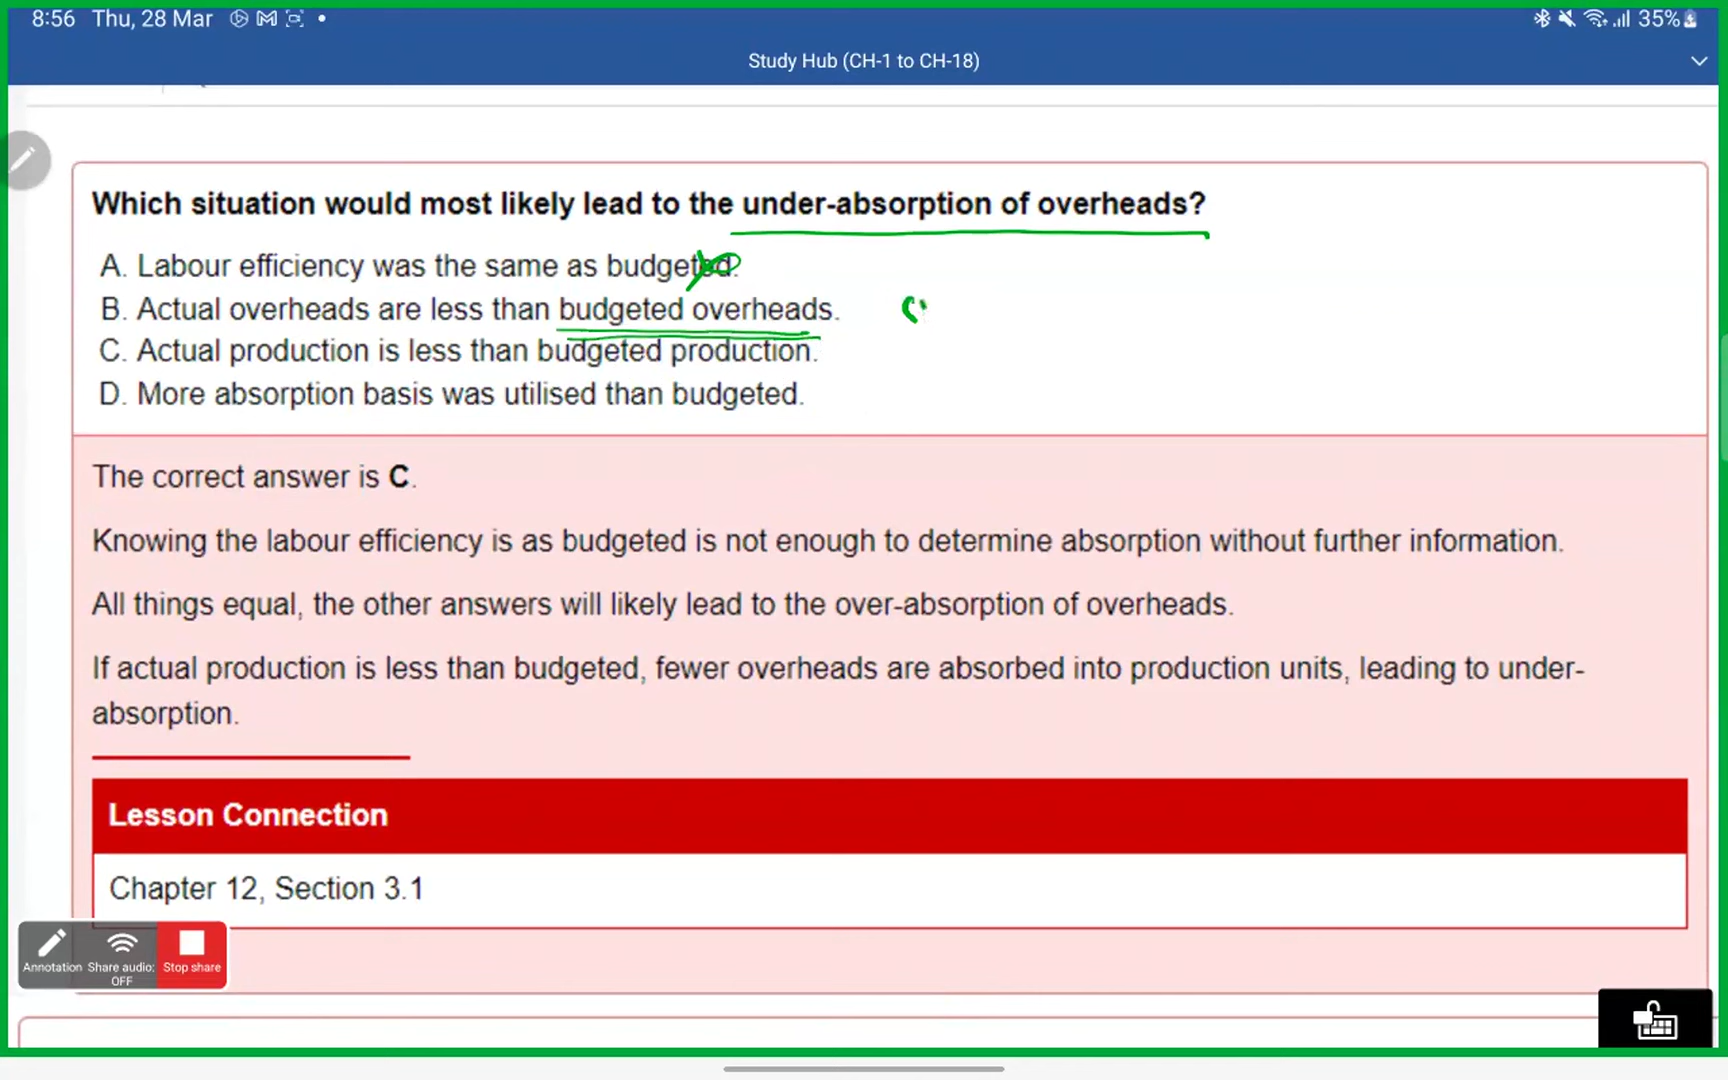 8:56 Thu, 28 Mar
35%
Study Hub (CH-1 to CH-18)
Which situation would most likely lead to the under-absorption of overheads?
A. Labour efficiency was the same as budgeted.
B. Actual overheads are less than budgeted overheads.
C. Actual production is less than budgeted production.
D. More absorption basis was utilised than budgeted.
The correct answer is C.
Knowing the labour efficiency is as budgeted is not enough to determine absorption without further information.
All things equal, the other answers will likely lead to the over-absorption of overheads.
If actual production is less than budgeted, fewer overheads are absorbed into production units, leading to under-
absorption.
Lesson Connection
Chapter 12, Section 3.1
Annotation
Share audio:
OFF
Stop share